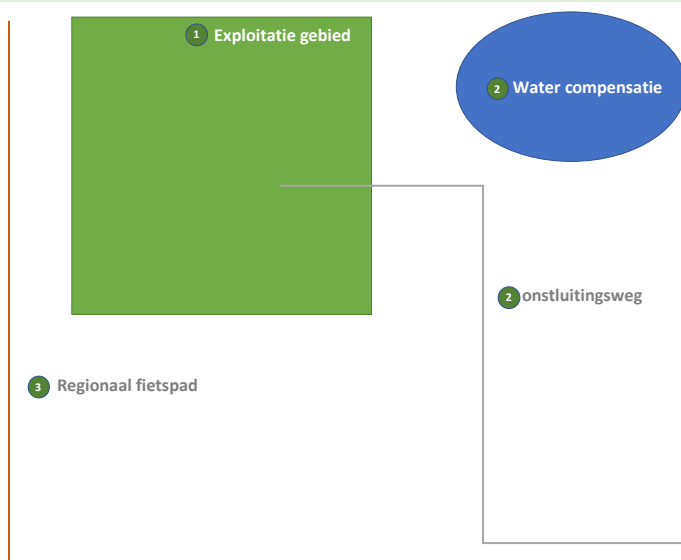 1 Exploitatie gebied
2 Water compensatie
2 onstluitingsweg
3 Regionaal fietspad